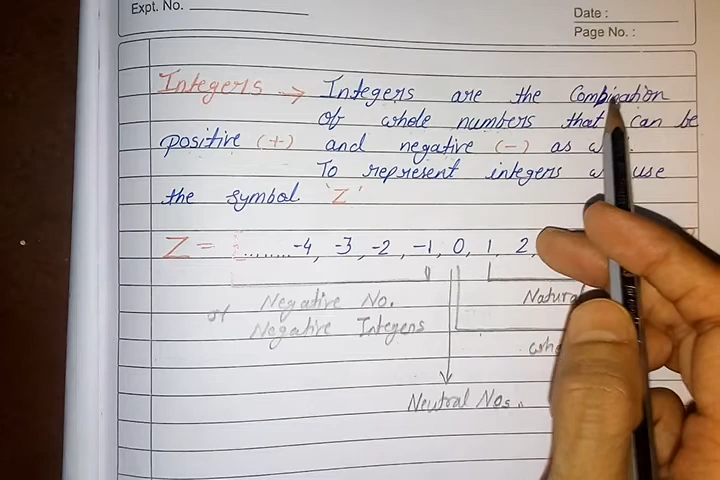 Expt. No.
Date :
Page No. :
Integers → Integers are the Combination
of whole numbers that can be
positive (+) and negative (-) as
To represent integers use
the symbol 'Z'
Z = {........ -4, -3, -2, -1, 0, 1, 2,
Negative No.
Negative Integers
Neutral Nos.